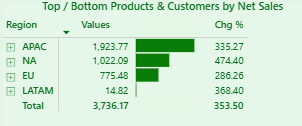 Top / Bottom Products & Customers by Net Sales
Region Values Chg %
APAC 1,923.77 335.27
NA 1,022.09 474.40
EU 775.48 286.26
LATAM 14.82 368.40
Total 3,736.17 353.50